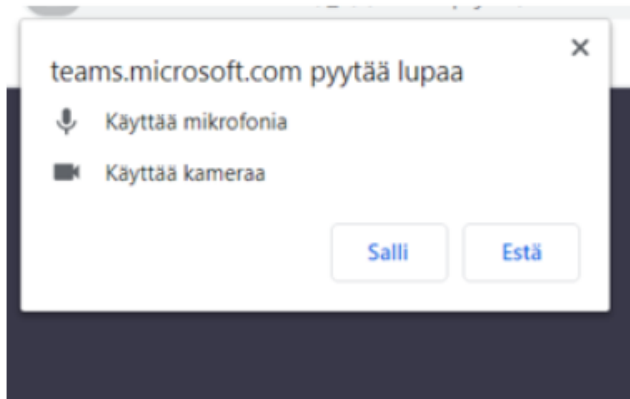 teams.microsoft.com pyytää lupaa
Käyttää mikrofonia
Käyttää kameraa
Salli Estä